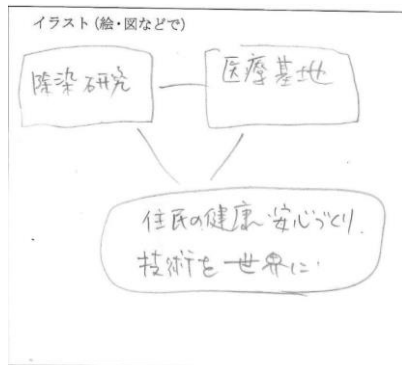 イラスト(絵・図などで)
除染研究
医療基地
住民の健康・安心づくり.
技術を世界に.